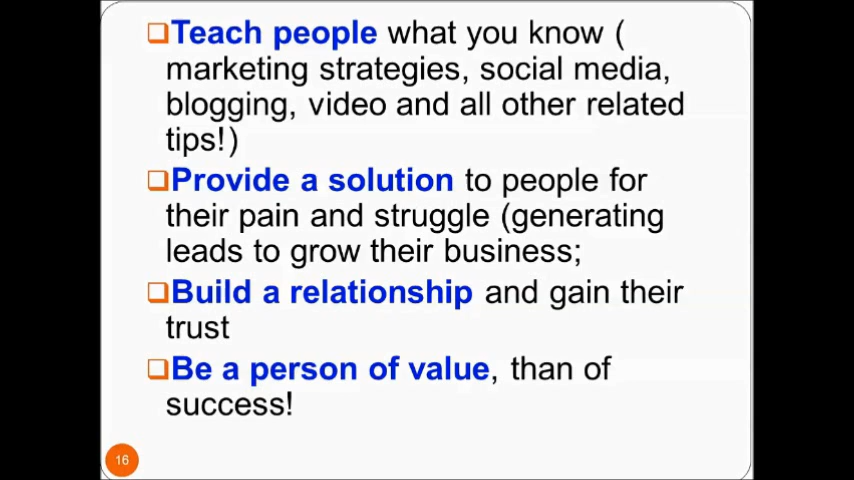 Teach people what you know (
marketing strategies, social media,
blogging, video and all other related
tips!)
Provide a solution to people for
their pain and struggle (generating
leads to grow their business;
Build a relationship and gain their
trust
Be a person of value, than of
success!
16